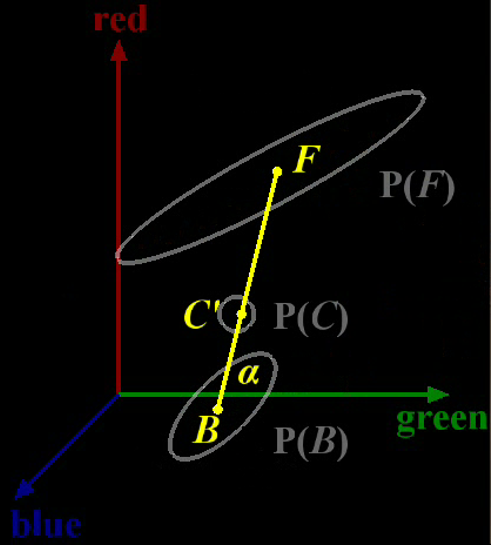 red
F
P(F)
C' P(C)
α
green
B
P(B)
blue